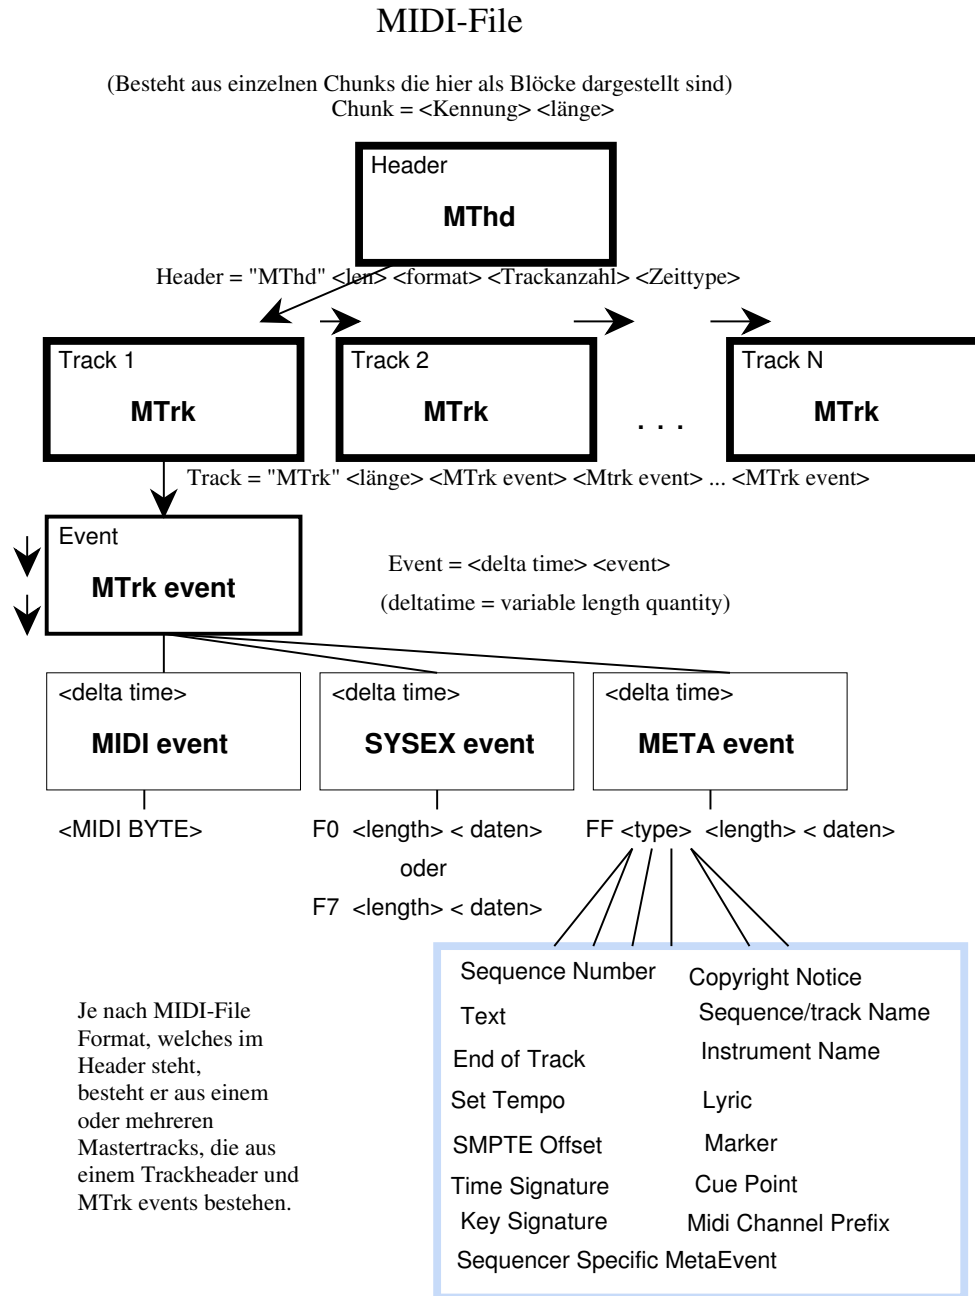 MIDI-File
(Besteht aus einzelnen Chunks die hier als Blöcke dargestellt sind)
Chunk = <Kennung> <länge>
Header
MThd
Header = "MThd" <len> <format> <Trackanzahl> <Zeittype>
Track 1
MTrk
Track 2
MTrk
. . .
Track N
MTrk
Track = "MTrk" <länge> <MTrk event> <Mtrk event> ... <MTrk event>
Event
MTrk event
Event = <delta time> <event>
(deltatime = variable length quantity)
<delta time>
MIDI event
<delta time>
SYSEX event
<delta time>
META event
<MIDI BYTE>
F0 <length> < daten>
oder
F7 <length> < daten>
FF <type> <length> < daten>
Je nach MIDI-File
Format, welches im
Header steht,
besteht er aus einem
oder mehreren
Mastertracks, die aus
einem Trackheader und
MTrk events bestehen.
Sequence Number
Copyright Notice
Text
Sequence/track Name
End of Track
Instrument Name
Set Tempo
Lyric
SMPTE Offset
Marker
Time Signature
Cue Point
Key Signature
Midi Channel Prefix
Sequencer Specific MetaEvent